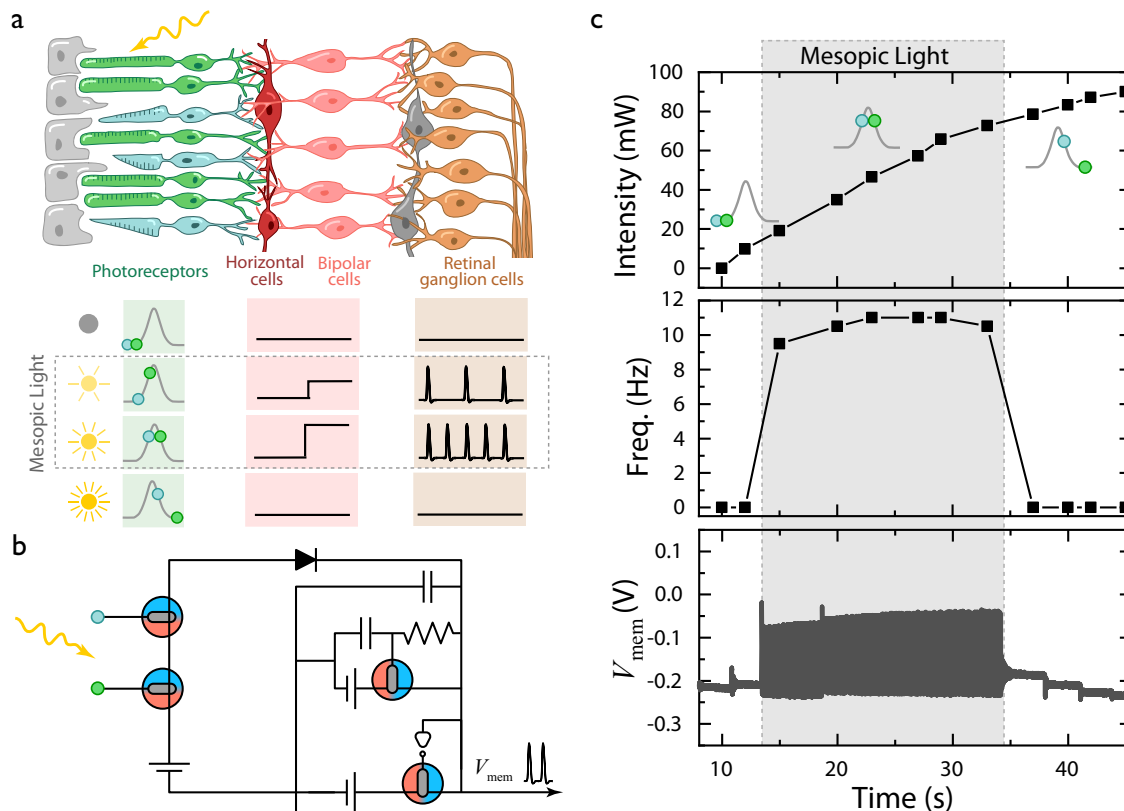 a
Photoreceptors
Horizontal
cells
Bipolar
cells
Retinal
ganglion cells
Mesopic Light
b
V_mem
c
Mesopic Light
Intensity (mW)
100
80
60
40
20
0
Freq. (Hz)
12
10
8
6
4
2
0
V_mem (V)
0.1
0.0
-0.1
-0.2
-0.3
10
20
30
40
Time (s)